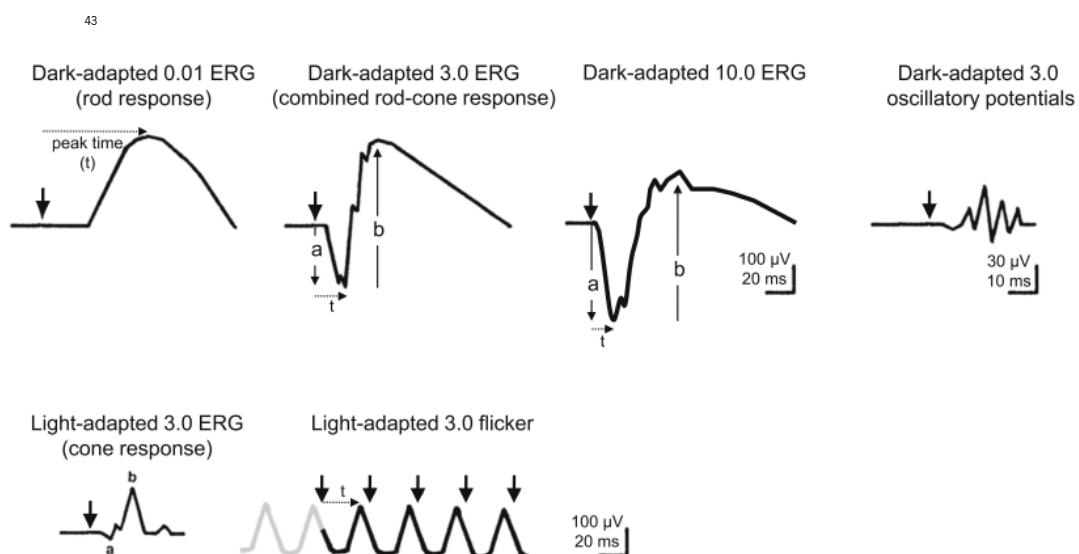 43
Dark-adapted 0.01 ERG
(rod response)
Dark-adapted 3.0 ERG
(combined rod-cone response)
Dark-adapted 10.0 ERG
Dark-adapted 3.0
oscillatory potentials
peak time
(t)
a
b
t
a
b
t
100 µV
20 ms
30 µV
10 ms
Light-adapted 3.0 ERG
(cone response)
Light-adapted 3.0 flicker
b
a
t
100 µV
20 ms